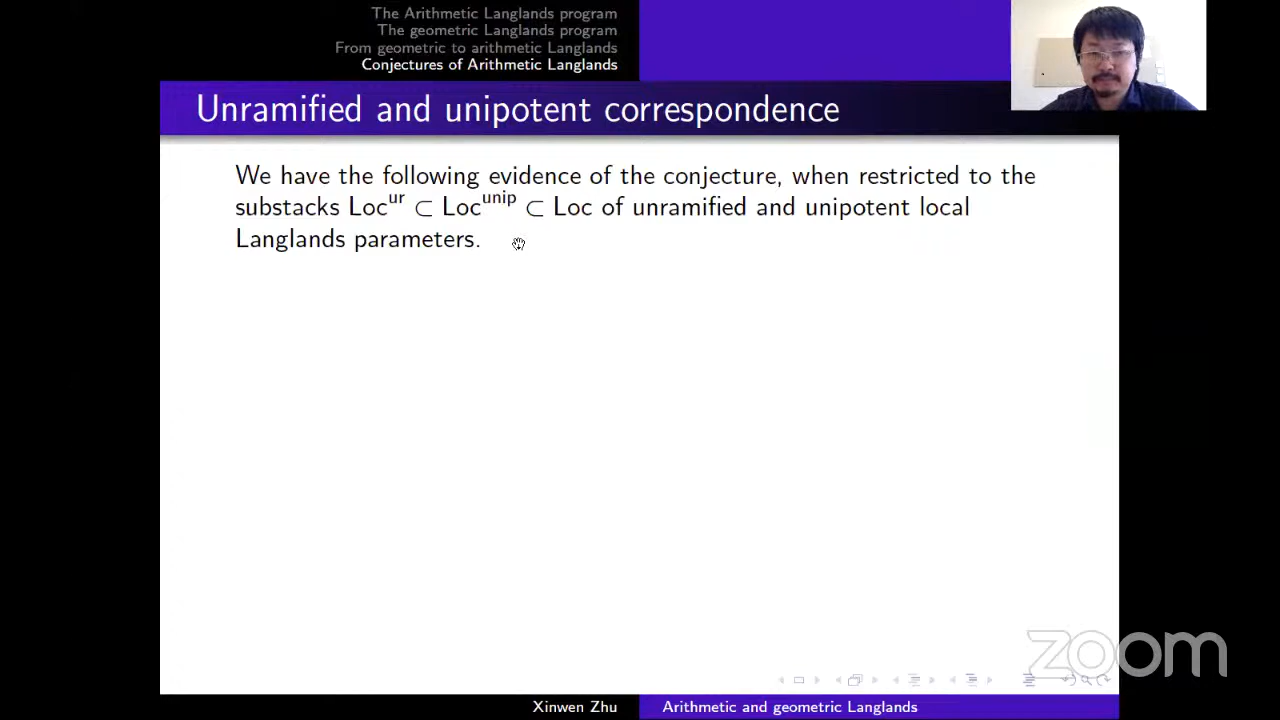 The Arithmetic Langlands program
The geometric Langlands program
From geometric to arithmetic Langlands
Conjectures of Arithmetic Langlands
Unramified and unipotent correspondence
We have the following evidence of the conjecture, when restricted to the
substacks Loc^ur ⊂ Loc^unip ⊂ Loc of unramified and unipotent local
Langlands parameters.
zoom
Xinwen Zhu
Arithmetic and geometric Langlands